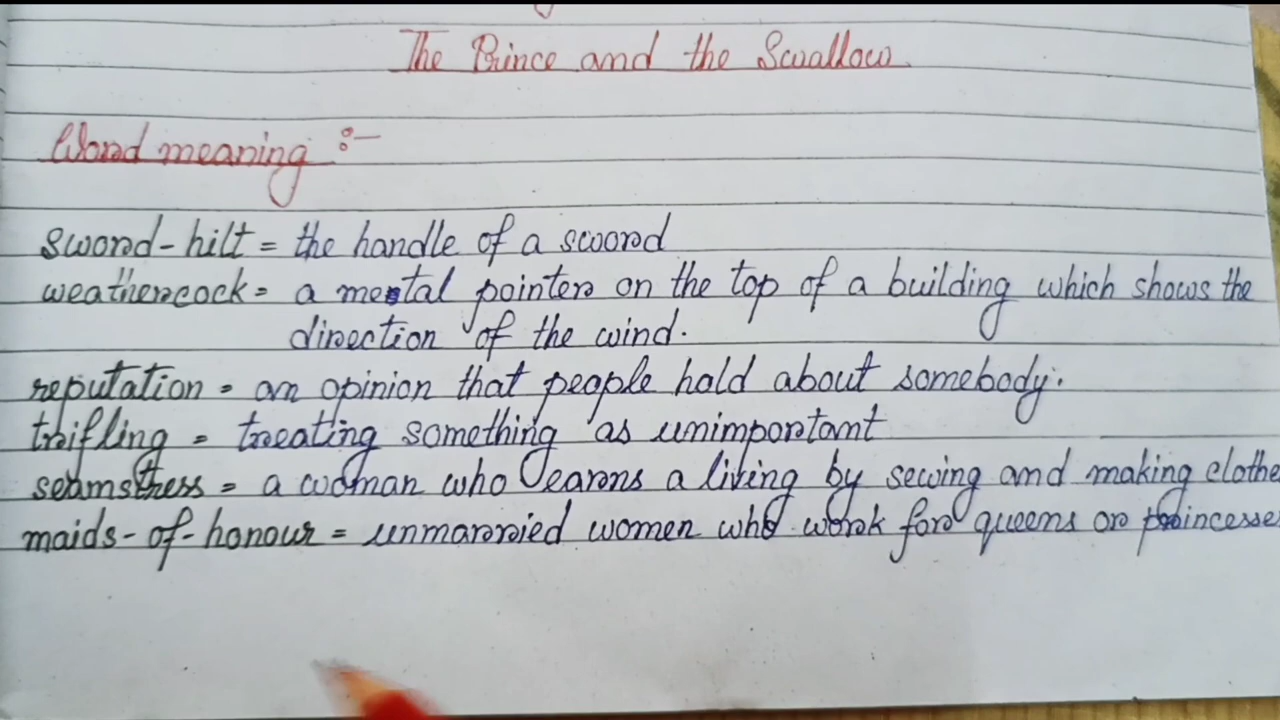 The Prince and the Swallow.
Word meaning :-
sword-hilt = the handle of a sword
weathercock = a metal pointer on the top of a building which shows the
direction of the wind.
reputation = an opinion that people hold about somebody.
trifling = treating something as unimportant
seamstress = a woman who earns a living by sewing and making clothe
maids-of-honour = unmarried women who work for queens or princesses